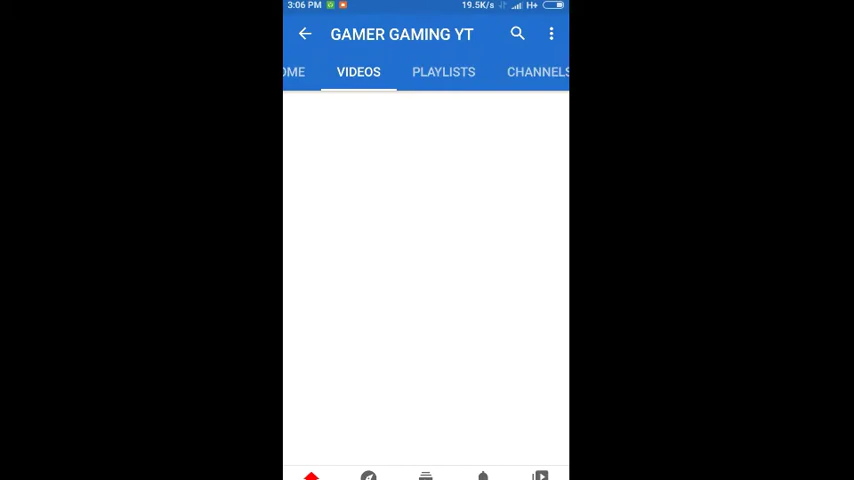 3:06 PM 19.5K/s H+
GAMER GAMING YT
OME VIDEOS PLAYLISTS CHANNELS